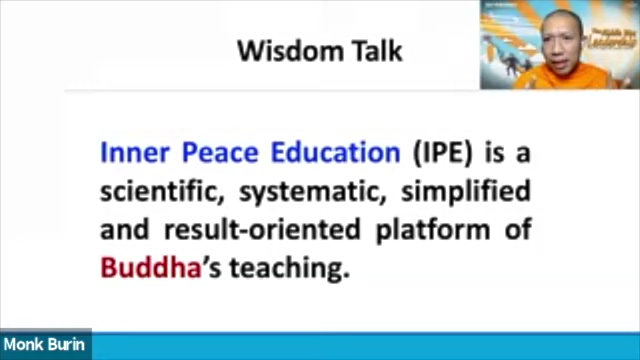 Wisdom Talk
Inner Peace Education (IPE) is a
scientific, systematic, simplified
and result-oriented platform of
Buddha's teaching.
Monk Burin